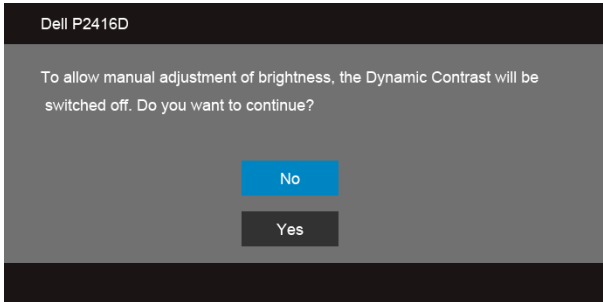 Dell P2416D
To allow manual adjustment of brightness, the Dynamic Contrast will be
switched off. Do you want to continue?
No
Yes